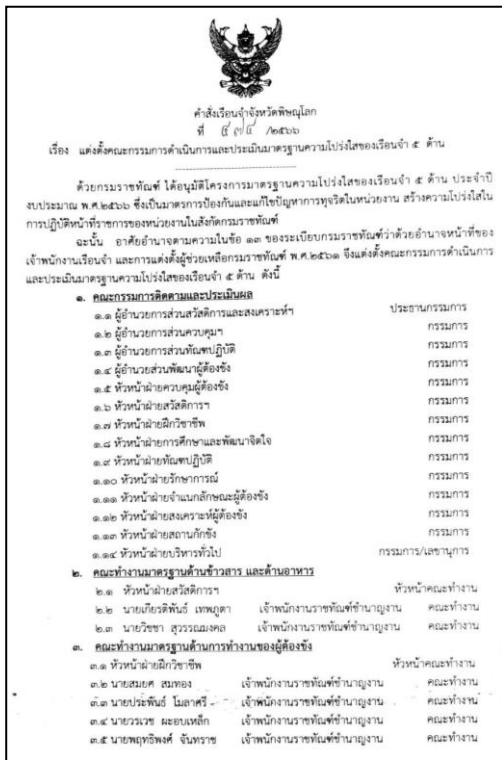 คำสั่งเรือนจำจังหวัดพิษณุโลก
ที่ /๒๕๖๖
เรื่อง แต่งตั้งคณะกรรมการดำเนินการและประเมินมาตรฐานความโปร่งใสของเรือนจำ ๕ ด้าน
ด้วยกรมราชทัณฑ์ ได้อนุมัติโครงการมาตรฐานความโปร่งใสของเรือนจำ ๕ ด้าน ประจำปี
งบประมาณ พ.ศ.๒๕๖๖ ซึ่งเป็นมาตรการป้องกันและแก้ไขปัญหาการทุจริตในหน่วยงาน สร้างความโปร่งใสใน
การปฏิบัติหน้าที่ราชการของหน่วยงานในสังกัดกรมราชทัณฑ์
ฉะนั้น อาศัยอำนาจตามความในข้อ ๑๓ ของระเบียบกรมราชทัณฑ์ว่าด้วยอำนาจหน้าที่ของ
เจ้าพนักงานเรือนจำ และการแต่งตั้งผู้ช่วยเหลือกรมราชทัณฑ์ พ.ศ.๒๕๖๑ จึงแต่งตั้งคณะกรรมการดำเนินการ
และประเมินมาตรฐานความโปร่งใสของเรือนจำ ๕ ด้าน ดังนี้
๑. คณะกรรมการติดตามและประเมินผล
๑.๑ ผู้อำนวยการส่วนสวัสดิการและสงเคราะห์ฯ ประธานกรรมการ
๑.๒ ผู้อำนวยการส่วนควบคุมฯ กรรมการ
๑.๓ ผู้อำนวยการส่วนทัณฑปฏิบัติ กรรมการ
๑.๔ ผู้อำนวยการส่วนพัฒนาผู้ต้องขัง กรรมการ
๑.๕ หัวหน้าฝ่ายควบคุมผู้ต้องขัง กรรมการ
๑.๖ หัวหน้าฝ่ายสวัสดิการฯ กรรมการ
๑.๗ หัวหน้าฝ่ายฝึกวิชาชีพ กรรมการ
๑.๘ หัวหน้าฝ่ายการศึกษาและพัฒนาจิตใจ กรรมการ
๑.๙ หัวหน้าฝ่ายทัณฑปฏิบัติ กรรมการ
๑.๑๐ หัวหน้าฝ่ายรักษาการณ์ กรรมการ
๑.๑๑ หัวหน้าฝ่ายจำแนกลักษณะผู้ต้องขัง กรรมการ
๑.๑๒ หัวหน้าฝ่ายสงเคราะห์ผู้ต้องขัง กรรมการ
๑.๑๓ หัวหน้าฝ่ายสถานกักขัง กรรมการ
๑.๑๔ หัวหน้าฝ่ายบริหารทั่วไป กรรมการ/เลขานุการ
๒. คณะทำงานมาตรฐานด้านข่าวสาร และด้านอาหาร
๒.๑ หัวหน้าฝ่ายสวัสดิการฯ หัวหน้าคณะทำงาน
๒.๒ นายเกียรติพันธ์ เทพภูตา เจ้าพนักงานราชทัณฑ์ชำนาญงาน คณะทำงาน
๒.๓ นายวิชชา สุวรรณมงคล เจ้าพนักงานราชทัณฑ์ชำนาญงาน คณะทำงาน
๓. คณะทำงานมาตรฐานด้านการทำงานของผู้ต้องขัง
๓.๑ หัวหน้าฝ่ายฝึกวิชาชีพ หัวหน้าคณะทำงาน
๓.๒ นายสมยศ สมทอง เจ้าพนักงานราชทัณฑ์ชำนาญงาน คณะทำงาน
๓.๓ นายประพันธ์ โมลาศรี เจ้าพนักงานราชทัณฑ์ชำนาญงาน คณะทำงาน
๓.๔ นายวรเวช ผะอบเหล็ก เจ้าพนักงานราชทัณฑ์ชำนาญงาน คณะทำงาน
๓.๕ นายพฤทธิพงศ์ จันทราช เจ้าพนักงานราชทัณฑ์ชำนาญงาน คณะทำงาน